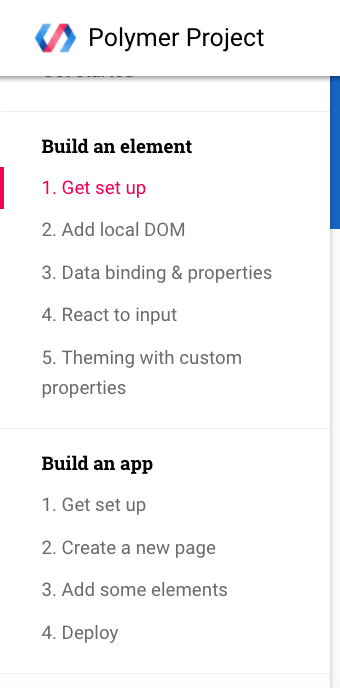 Polymer Project
Build an element
1. Get set up
2. Add local DOM
3. Data binding & properties
4. React to input
5. Theming with custom
properties
Build an app
1. Get set up
2. Create a new page
3. Add some elements
4. Deploy